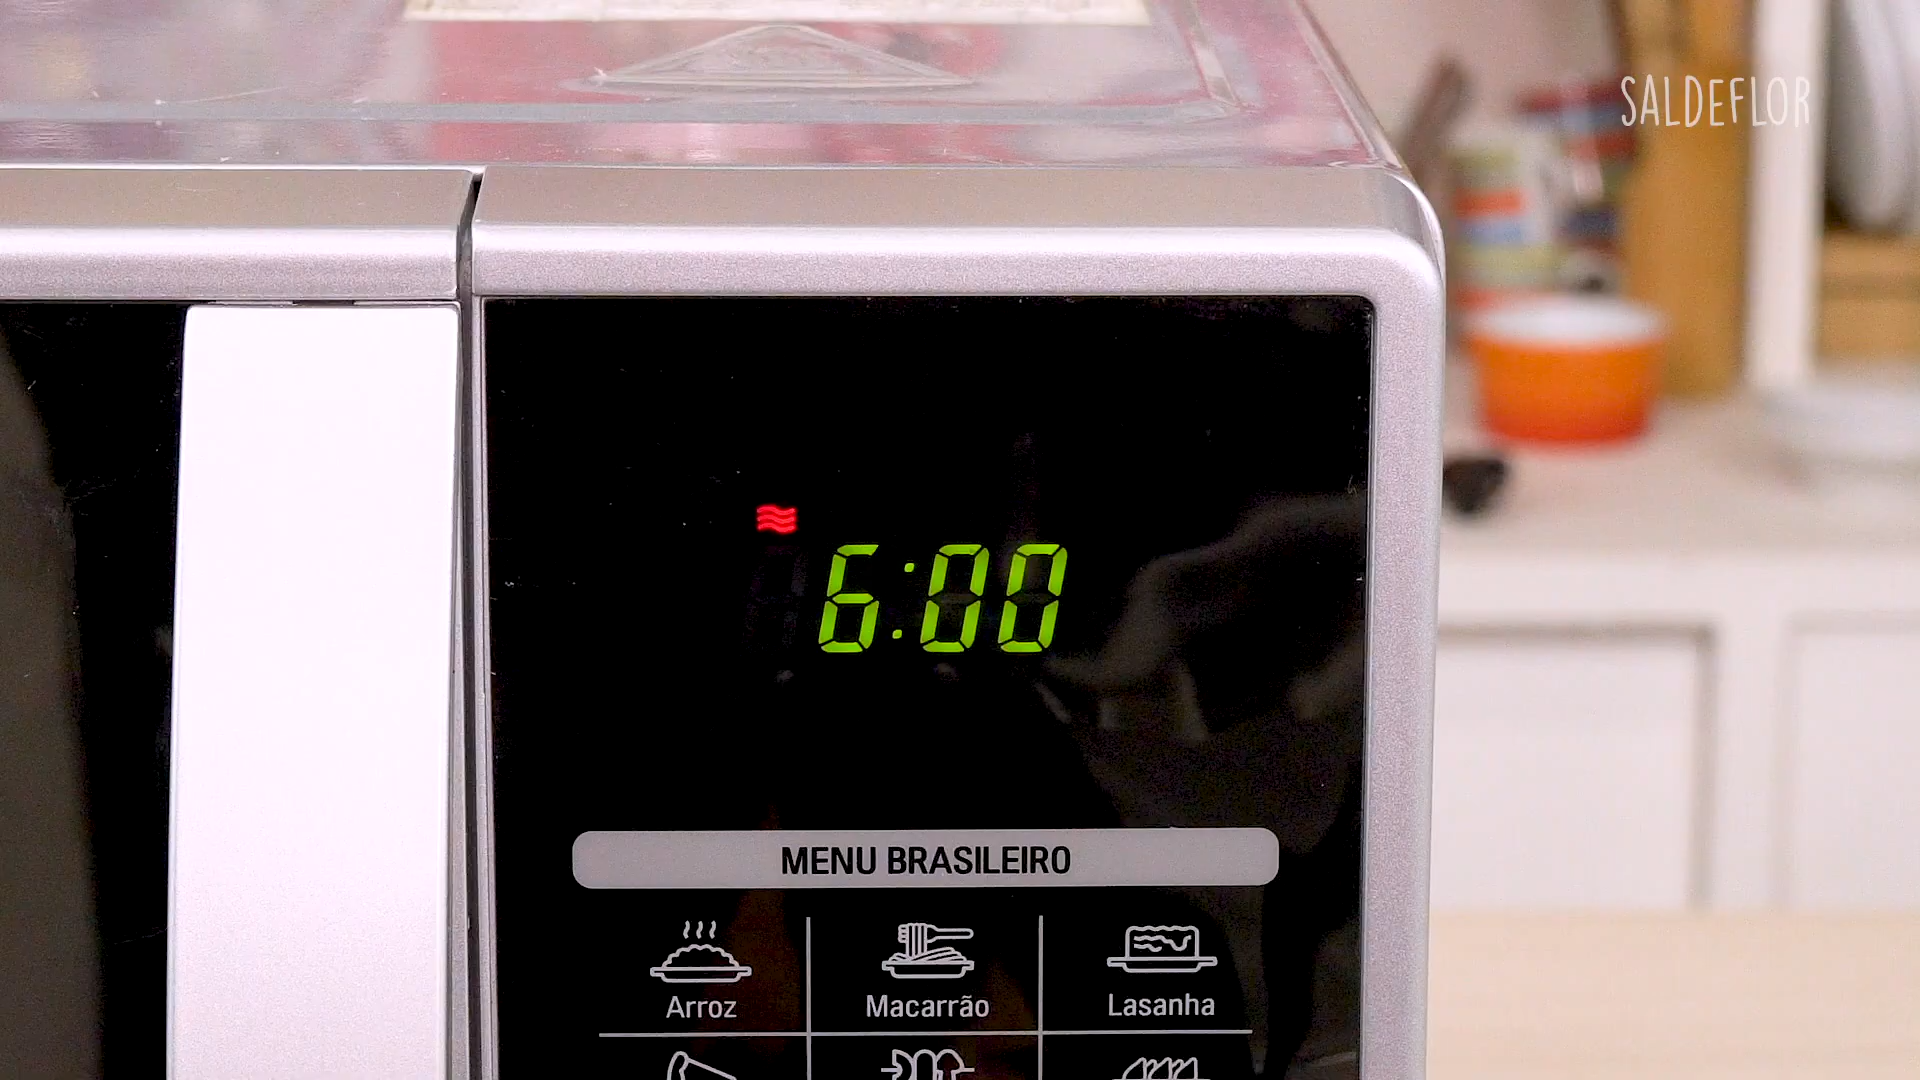 SALDEFLOR
6:00
MENU BRASILEIRO
Arroz
Macarrão
Lasanha